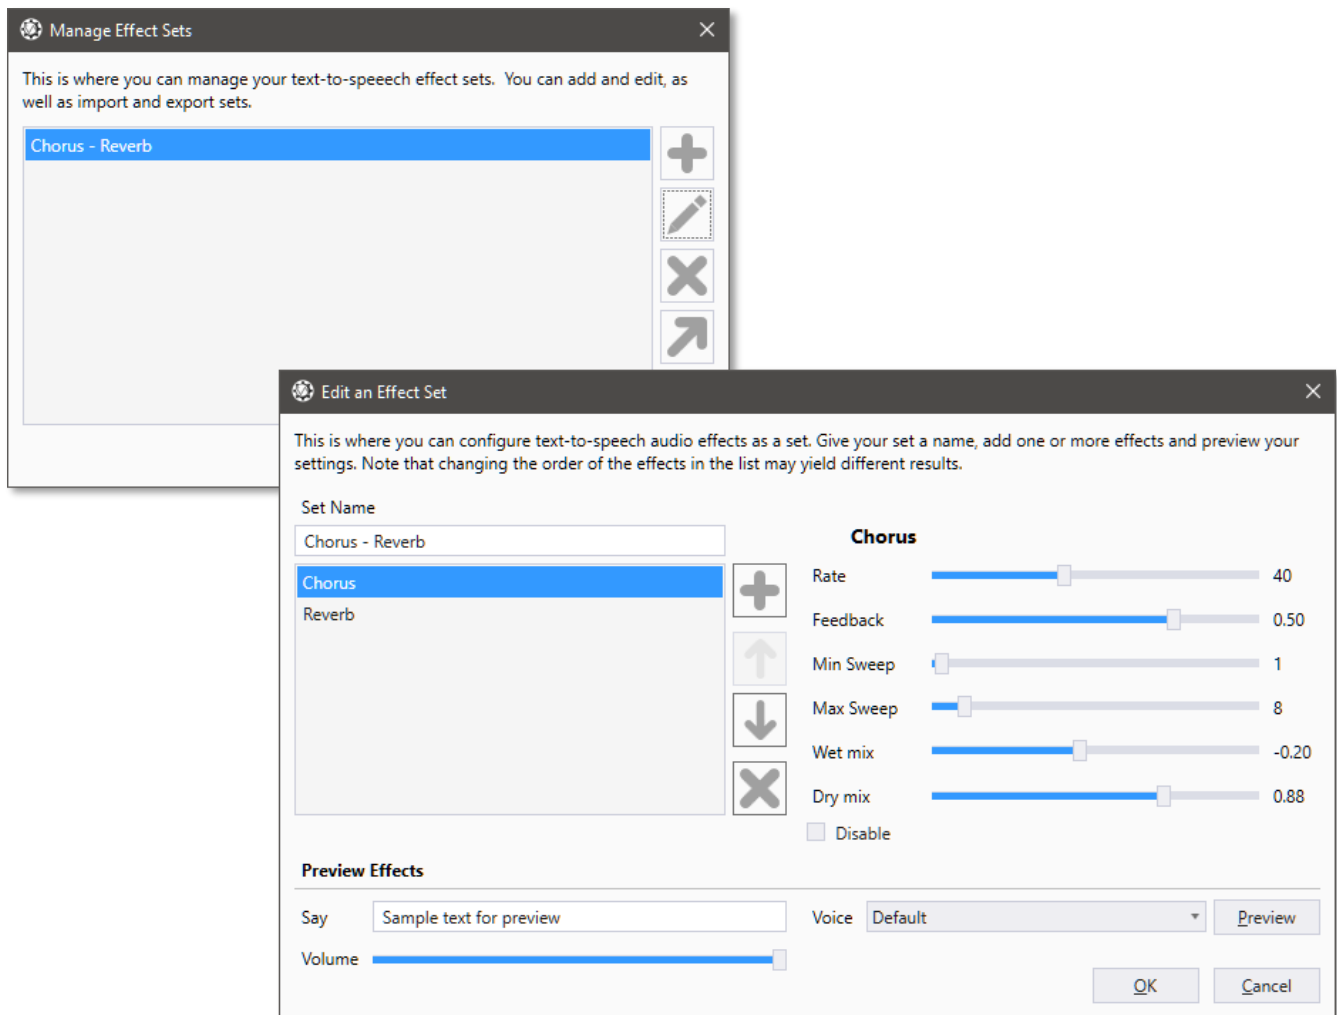 Manage Effect Sets
This is where you can manage your text-to-speeech effect sets.  You can add and edit, as
well as import and export sets.
Chorus - Reverb
Edit an Effect Set
This is where you can configure text-to-speech audio effects as a set. Give your set a name, add one or more effects and preview your
settings. Note that changing the order of the effects in the list may yield different results.
Set Name
Chorus - Reverb
Chorus
Reverb
Chorus
Rate 40
Feedback 0.50
Min Sweep 1
Max Sweep 8
Wet mix -0.20
Dry mix 0.88
Disable
Preview Effects
Say Sample text for preview Voice Default Preview
Volume
OK Cancel